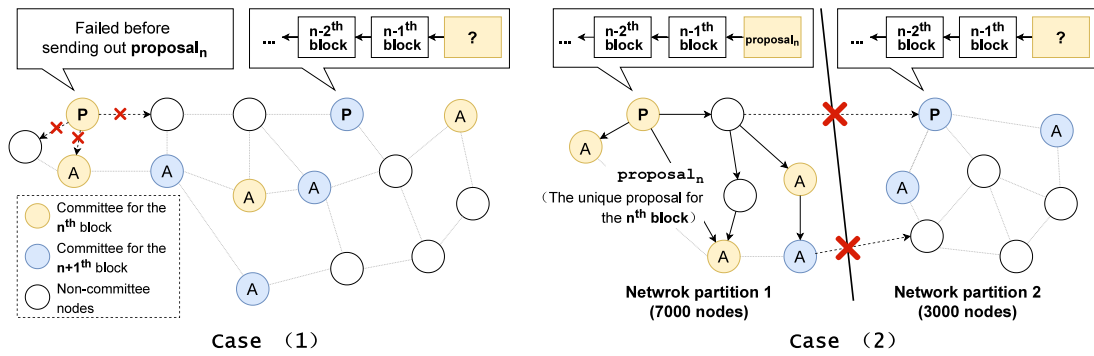 Failed before
sending out proposalₙ
... n-2th block n-1th block ?
P
P
A
A
A
A
A
A
Committee for the
nth block
Committee for the
n+1th block
Non-committee
nodes
Case (1)
... n-2th block n-1th block proposalₙ
... n-2th block n-1th block ?
P
P
A
A
A
A
proposalₙ
(The unique proposal for
the nth block)
A
A
Netwrok partition 1
(7000 nodes)
Network partition 2
(3000 nodes)
Case (2)